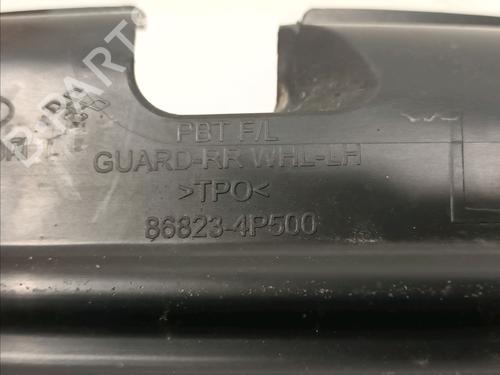 PBT F/L
GUARD-RR WHL-LH
>TPO<
86823-4P500